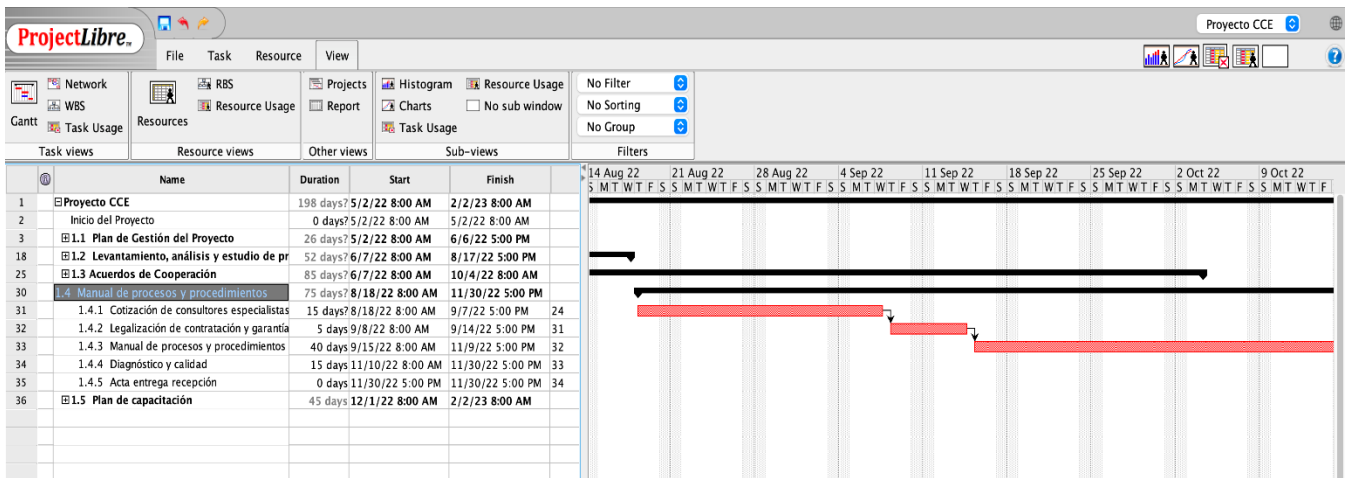 ProjectLibre™
Proyecto CCE
File Task Resource View
Network RBS Projects Histogram Resource Usage No Filter
WBS Resource Usage Report Charts No sub window No Sorting
Gantt Task Usage Resources Task Usage No Group
Task views Resource views Other views Sub-views Filters
Name Duration Start Finish
14 Aug 22 21 Aug 22 28 Aug 22 4 Sep 22 11 Sep 22 18 Sep 22 25 Sep 22 2 Oct 22 9 Oct 22
S M T W T F S S M T W T F S S M T W T F S S M T W T F S S M T W T F S S M T W T F S S M T W T F S S M T W T F S S M T W T F
1 Proyecto CCE 198 days? 5/2/22 8:00 AM 2/2/23 8:00 AM
2 Inicio del Proyecto 0 days? 5/2/22 8:00 AM 5/2/22 8:00 AM
3 1.1 Plan de Gestión del Proyecto 26 days? 5/2/22 8:00 AM 6/6/22 5:00 PM
18 1.2 Levantamiento, análisis y estudio de pr 52 days? 6/7/22 8:00 AM 8/17/22 5:00 PM
25 1.3 Acuerdos de Cooperación 85 days? 6/7/22 8:00 AM 10/4/22 8:00 AM
30 1.4 Manual de procesos y procedimientos 75 days? 8/18/22 8:00 AM 11/30/22 5:00 PM
31 1.4.1 Cotización de consultores especialistas 15 days? 8/18/22 8:00 AM 9/7/22 5:00 PM 24
32 1.4.2 Legalización de contratación y garantía 5 days 9/8/22 8:00 AM 9/14/22 5:00 PM 31
33 1.4.3 Manual de procesos y procedimientos 40 days 9/15/22 8:00 AM 11/9/22 5:00 PM 32
34 1.4.4 Diagnóstico y calidad 15 days 11/10/22 8:00 AM 11/30/22 5:00 PM 33
35 1.4.5 Acta entrega recepción 0 days 11/30/22 5:00 PM 11/30/22 5:00 PM 34
36 1.5 Plan de capacitación 45 days 12/1/22 8:00 AM 2/2/23 8:00 AM